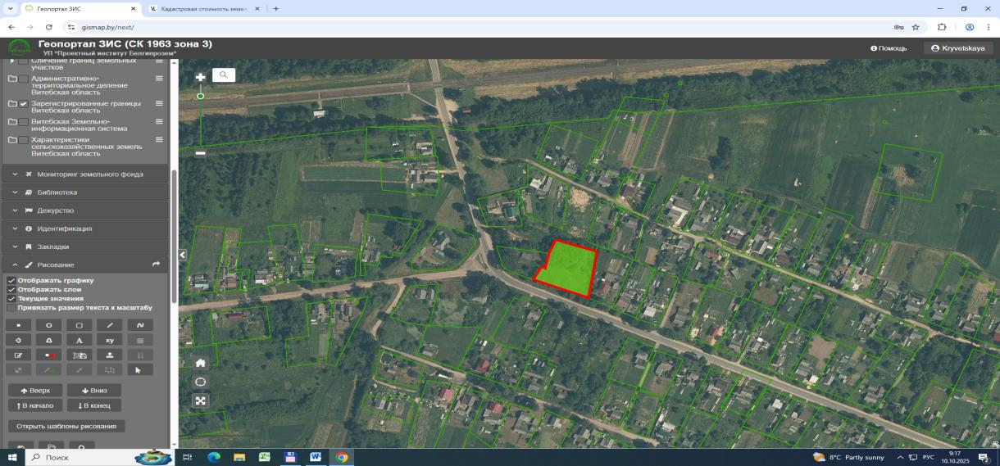 Геопортал ЗИС
Кадастровая стоимость земел
gismap.by/next/
Геопортал ЗИС (СК 1963 зона 3)
УП "Проектный институт Белгипрозем"
Помощь
Kryvetskaya
Сличение границ земельных
участков
Административно-
территориальное деление
Витебская область
Зарегистрированные границы
Витебская область
Витебская Земельно-
информационная система
Характеристики
сельскохозяйственных земель
Витебская область
Мониторинг земельного фонда
Библиотека
Дежурство
Идентификация
Закладки
Рисование
Отображать графику
Отображать слои
Текущие значения
Привязать размер текста к масштабу
A
xy
Вверх
Вниз
В начало
В конец
Открыть шаблоны рисования
Поиск
8°C Partly sunny
РУС
9:17
10.10.2025
2